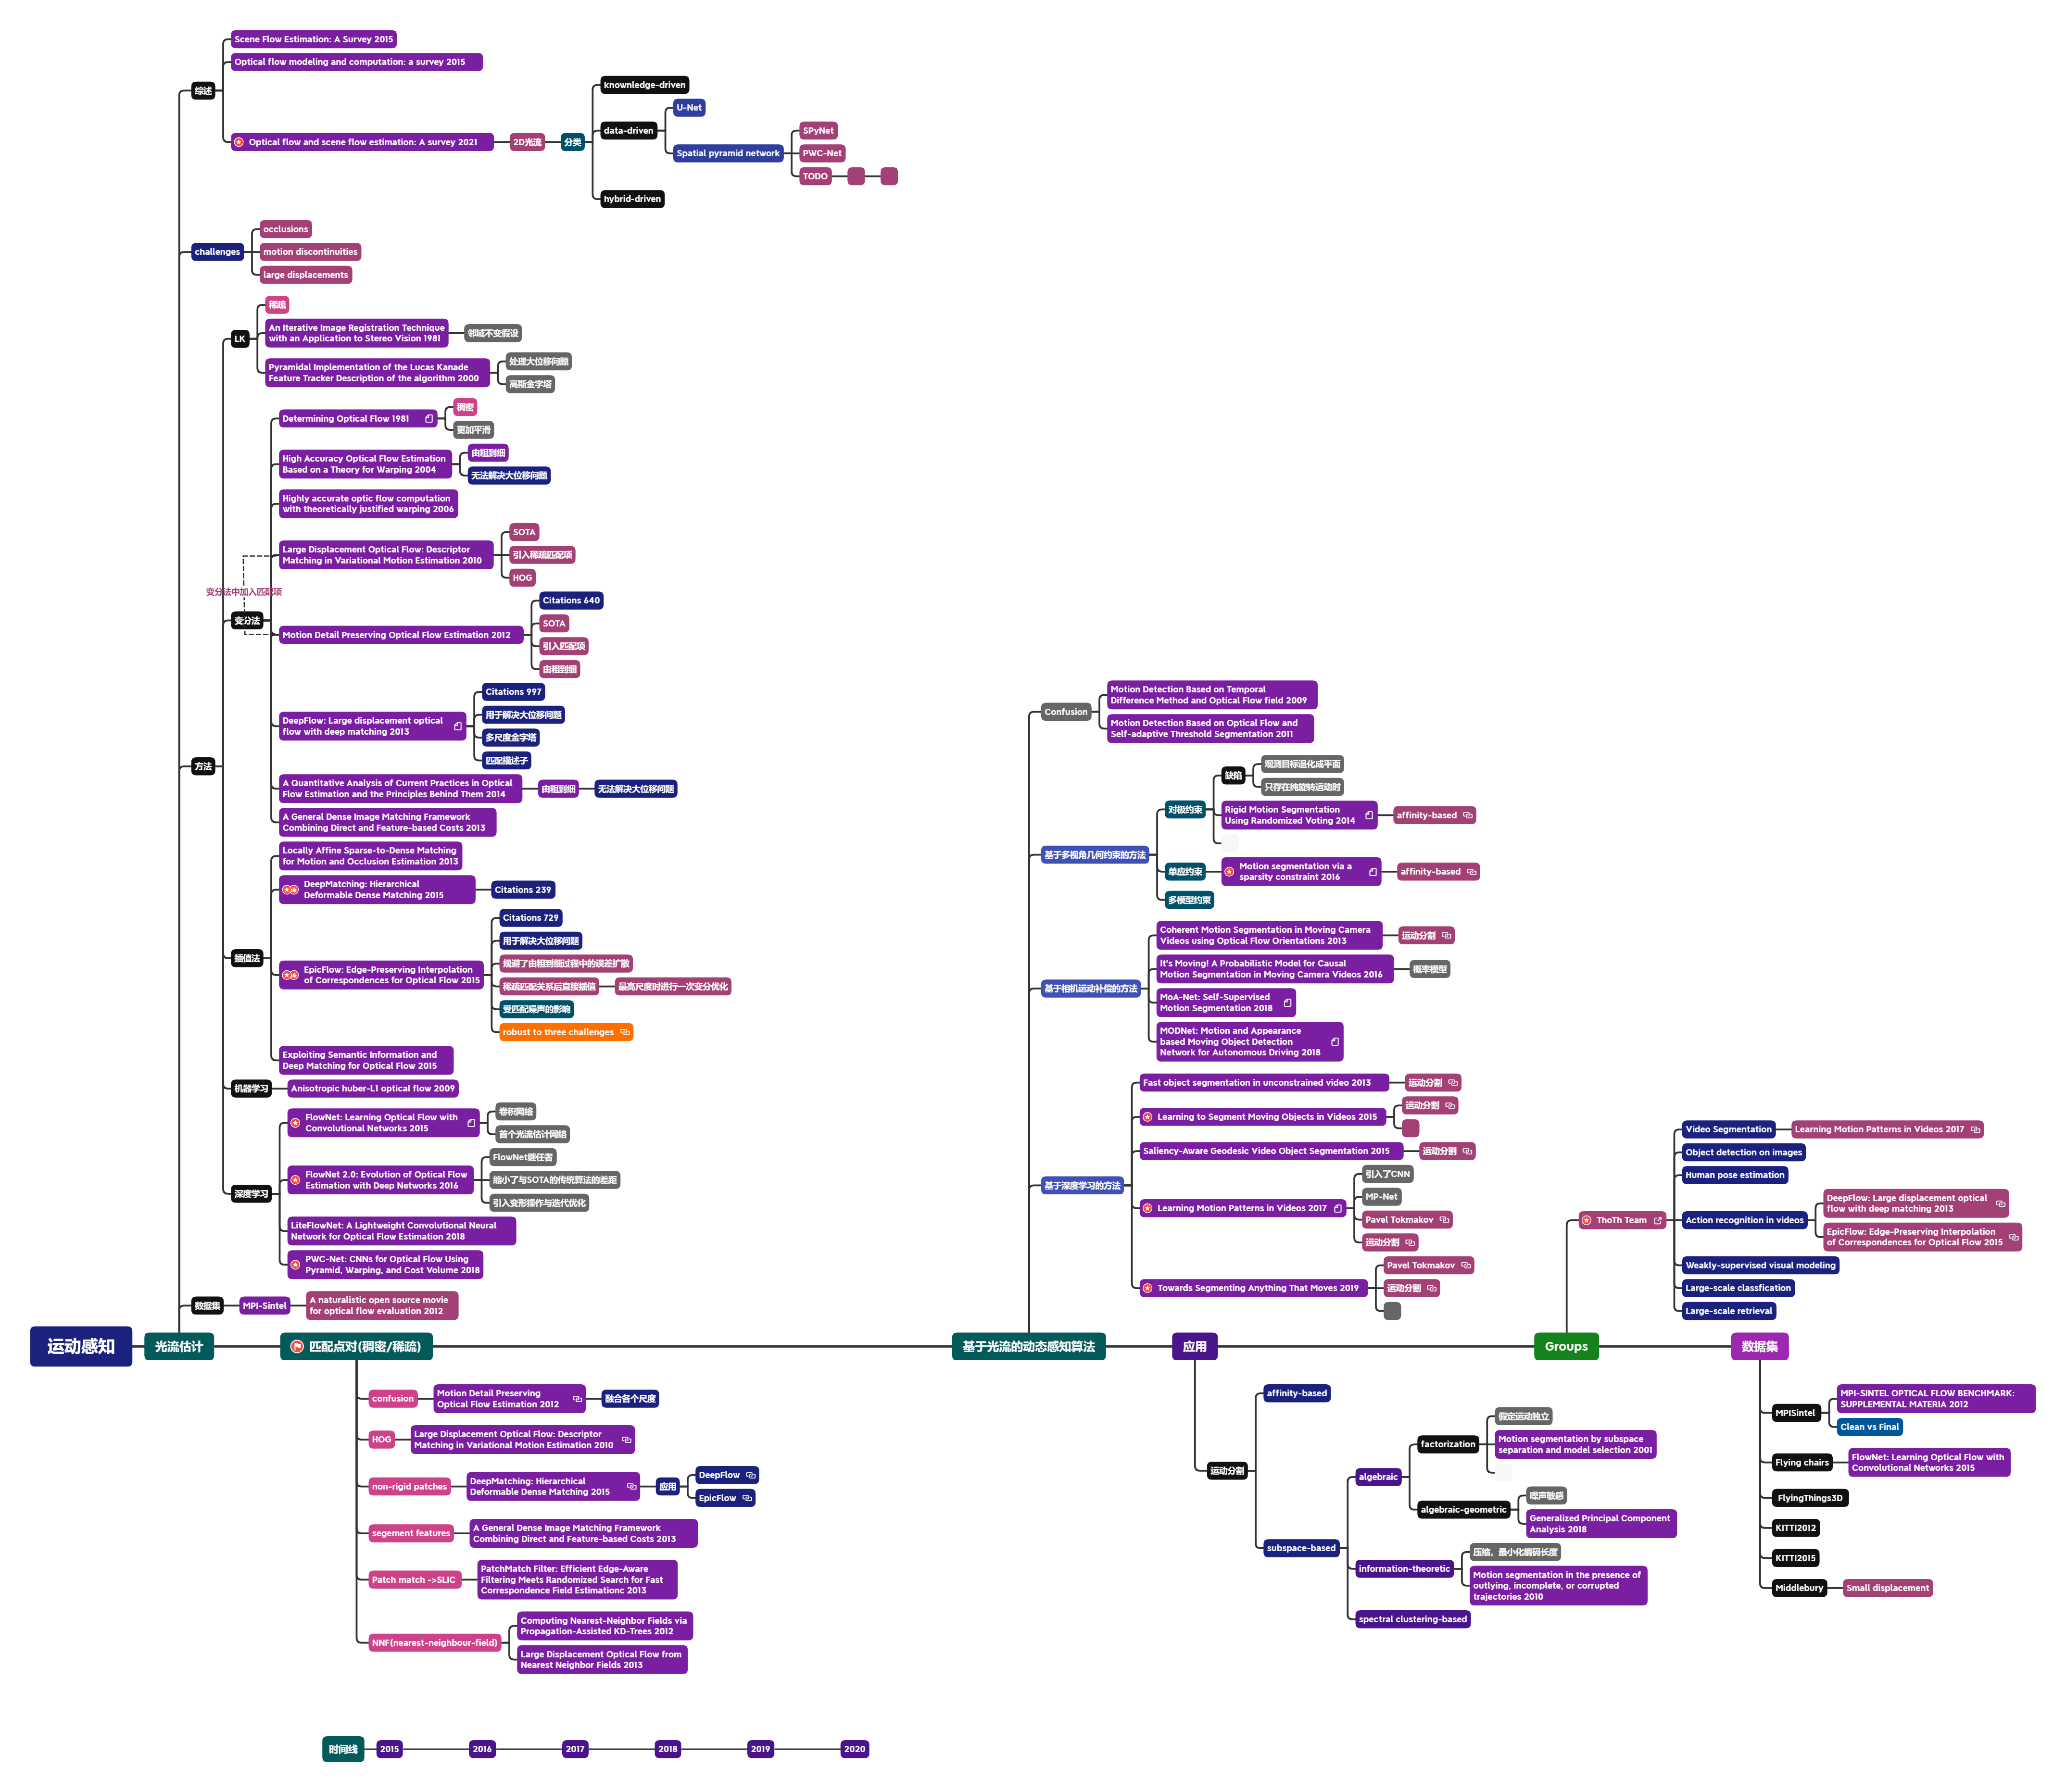 Scene Flow Estimation: A Survey 2015
Optical flow modeling and computation: a survey 2015
综述
Optical flow and scene flow estimation: A survey 2021
2D光流
分类
knownledge-driven
data-driven
U-Net
Spatial pyramid network
SPyNet
PWC-Net
TODO
hybrid-driven
challenges
occlusions
motion discontinuities
large displacements
方法
LK
稀疏
An Iterative Image Registration Technique
with an Application to Stereo Vision 1981
邻域不变假设
Pyramidal Implementation of the Lucas Kanade
Feature Tracker Description of the algorithm 2000
处理大位移问题
高斯金字塔
变分法
变分法中加入匹配项
Determining Optical Flow 1981
稠密
更加平滑
High Accuracy Optical Flow Estimation
Based on a Theory for Warping 2004
由粗到细
无法解决大位移问题
Highly accurate optic flow computation
with theoretically justified warping 2006
Large Displacement Optical Flow: Descriptor
Matching in Variational Motion Estimation 2010
SOTA
引入稀疏匹配项
HOG
Motion Detail Preserving Optical Flow Estimation 2012
Citations 640
SOTA
引入匹配项
由粗到细
DeepFlow: Large displacement optical
flow with deep matching 2013
Citations 997
用于解决大位移问题
多尺度金字塔
匹配描述子
A Quantitative Analysis of Current Practices in Optical
Flow Estimation and the Principles Behind Them 2014
由粗到细
无法解决大位移问题
A General Dense Image Matching Framework
Combining Direct and Feature-based Costs 2013
插值法
Locally Affine Sparse-to-Dense Matching
for Motion and Occlusion Estimation 2013
DeepMatching: Hierarchical
Deformable Dense Matching 2015
Citations 239
EpicFlow: Edge-Preserving Interpolation
of Correspondences for Optical Flow 2015
Citations 729
用于解决大位移问题
规避了由粗到细过程中的误差扩散
稀疏匹配关系后直接插值
最高尺度时进行一次变分优化
受匹配噪声的影响
robust to three challenges
Exploiting Semantic Information and
Deep Matching for Optical Flow 2015
机器学习
Anisotropic huber-L1 optical flow 2009
深度学习
FlowNet: Learning Optical Flow with
Convolutional Networks 2015
卷积网络
首个光流估计网络
FlowNet 2.0: Evolution of Optical Flow
Estimation with Deep Networks 2016
FlowNet继任者
缩小了与SOTA的传统算法的差距
引入变形操作与迭代优化
LiteFlowNet: A Lightweight Convolutional Neural
Network for Optical Flow Estimation 2018
PWC-Net: CNNs for Optical Flow Using
Pyramid, Warping, and Cost Volume 2018
数据集
MPI-Sintel
A naturalistic open source movie
for optical flow evaluation 2012
Confusion
Motion Detection Based on Temporal
Difference Method and Optical Flow field 2009
Motion Detection Based on Optical Flow and
Self-adaptive Threshold Segmentation 2011
基于多视角几何约束的方法
对极约束
缺陷
观测目标退化成平面
只存在纯旋转运动时
Rigid Motion Segmentation
Using Randomized Voting 2014
affinity-based
单应约束
Motion segmentation via a
sparsity constraint 2016
affinity-based
多模型约束
基于相机运动补偿的方法
Coherent Motion Segmentation in Moving Camera
Videos using Optical Flow Orientations 2013
运动分割
It's Moving! A Probabilistic Model for Causal
Motion Segmentation in Moving Camera Videos 2016
概率模型
MoA-Net: Self-Supervised
Motion Segmentation 2018
MODNet: Motion and Appearance
based Moving Object Detection
Network for Autonomous Driving 2018
基于深度学习的方法
Fast object segmentation in unconstrained video 2013
运动分割
Learning to Segment Moving Objects in Videos 2015
运动分割
Saliency-Aware Geodesic Video Object Segmentation 2015
运动分割
Learning Motion Patterns in Videos 2017
引入了CNN
MP-Net
Pavel Tokmakov
运动分割
Towards Segmenting Anything That Moves 2019
Pavel Tokmakov
运动分割
ThoTh Team
Video Segmentation
Learning Motion Patterns in Videos 2017
Object detection on images
Human pose estimation
Action recognition in videos
DeepFlow: Large displacement optical
flow with deep matching 2013
EpicFlow: Edge-Preserving Interpolation
of Correspondences for Optical Flow 2015
Weakly-supervised visual modeling
Large-scale classfication
Large-scale retrieval
运动感知
光流估计
匹配点对(稠密/稀疏)
基于光流的动态感知算法
应用
Groups
数据集
confusion
Motion Detail Preserving
Optical Flow Estimation 2012
融合各个尺度
HOG
Large Displacement Optical Flow: Descriptor
Matching in Variational Motion Estimation 2010
non-rigid patches
DeepMatching: Hierarchical
Deformable Dense Matching 2015
应用
DeepFlow
EpicFlow
segement features
A General Dense Image Matching Framework
Combining Direct and Feature-based Costs 2013
Patch match ->SLIC
PatchMatch Filter: Efficient Edge-Aware
Filtering Meets Randomized Search for Fast
Correspondence Field Estimationc 2013
NNF(nearest-neighbour-field)
Computing Nearest-Neighbor Fields via
Propagation-Assisted KD-Trees 2012
Large Displacement Optical Flow from
Nearest Neighbor Fields 2013
运动分割
affinity-based
subspace-based
algebraic
factorization
假定运动独立
Motion segmentation by subspace
separation and model selection 2001
algebraic-geometric
噪声敏感
Generalized Principal Component
Analysis 2018
information-theoretic
压缩，最小化编码长度
Motion segmentation in the presence of
outlying, incomplete, or corrupted
trajectories 2010
spectral clustering-based
MPISintel
MPI-SINTEL OPTICAL FLOW BENCHMARK:
SUPPLEMENTAL MATERIA 2012
Clean vs Final
Flying chairs
FlowNet: Learning Optical Flow with
Convolutional Networks 2015
FlyingThings3D
KITTI2012
KITTI2015
Middlebury
Small displacement
时间线
2015
2016
2017
2018
2019
2020